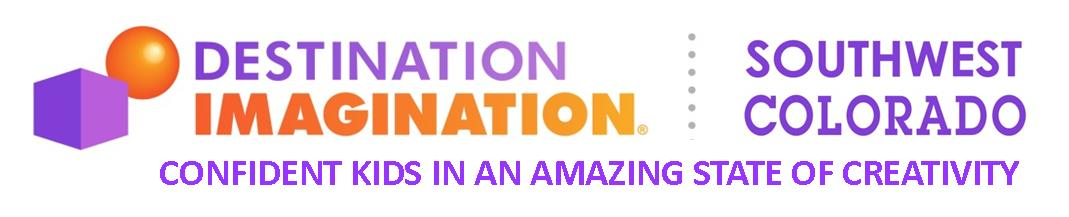 DESTINATION
IMAGINATION®
SOUTHWEST
COLORADO
CONFIDENT KIDS IN AN AMAZING STATE OF CREATIVITY